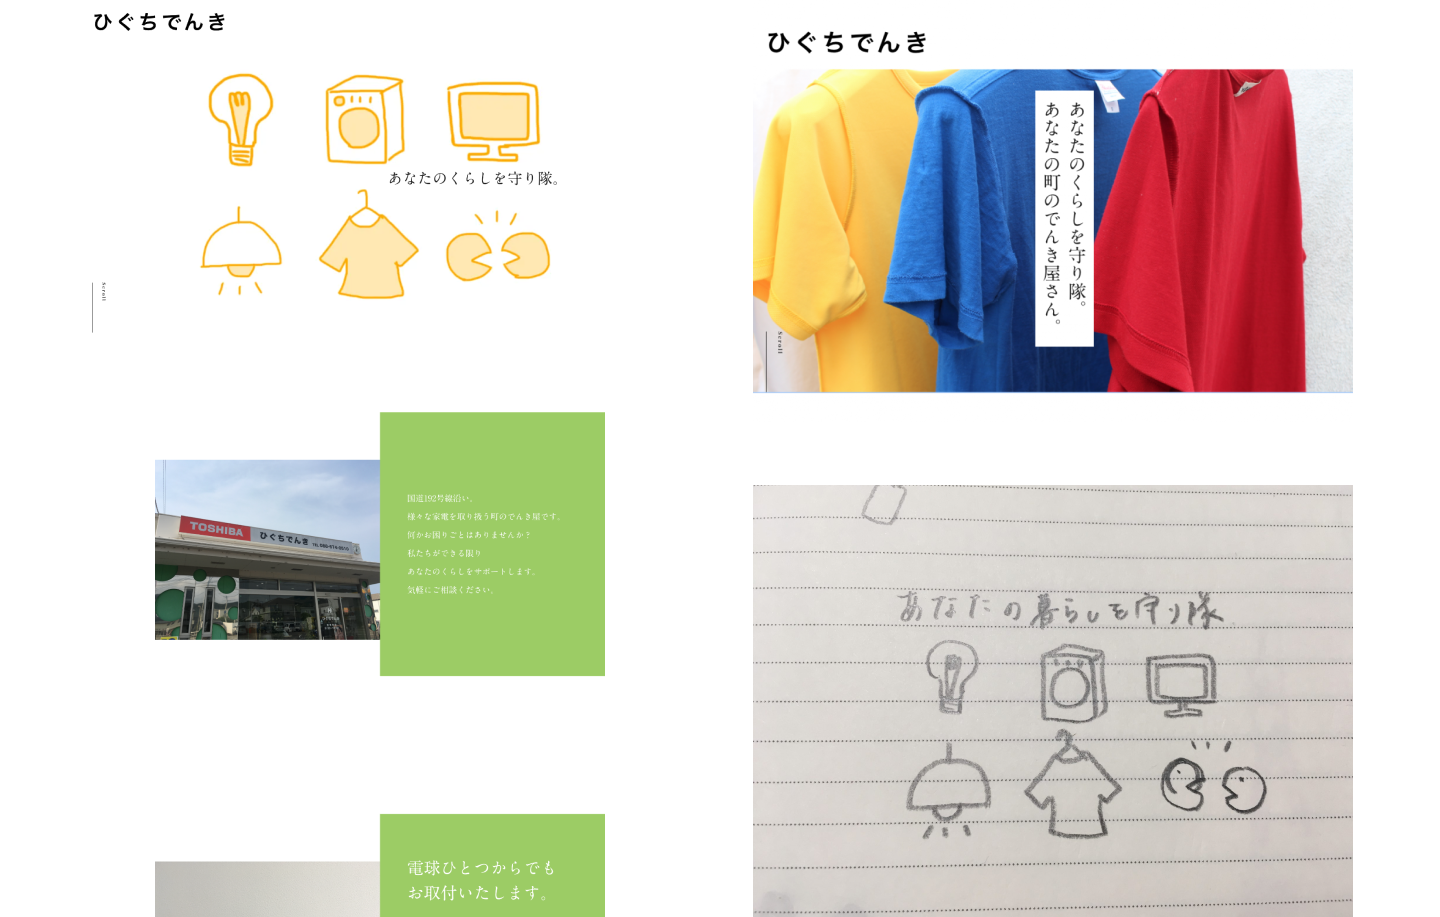 ひぐちでんき
あなたのくらしを守り隊。
Scroll
TOSHIBA
ひぐちでんき
国道192号線沿い。
様々な家電を取り扱う町のでんき屋です。
何かお困りごとはありませんか？
私たちができる限り
あなたのくらしをサポートします。
気軽にご相談ください。
電球ひとつからでも
お取付いたします。
ひぐちでんき
あなたのくらしを守り隊。
あなたの町のでんき屋さん。
Scroll
あなたの暮らしを守り隊